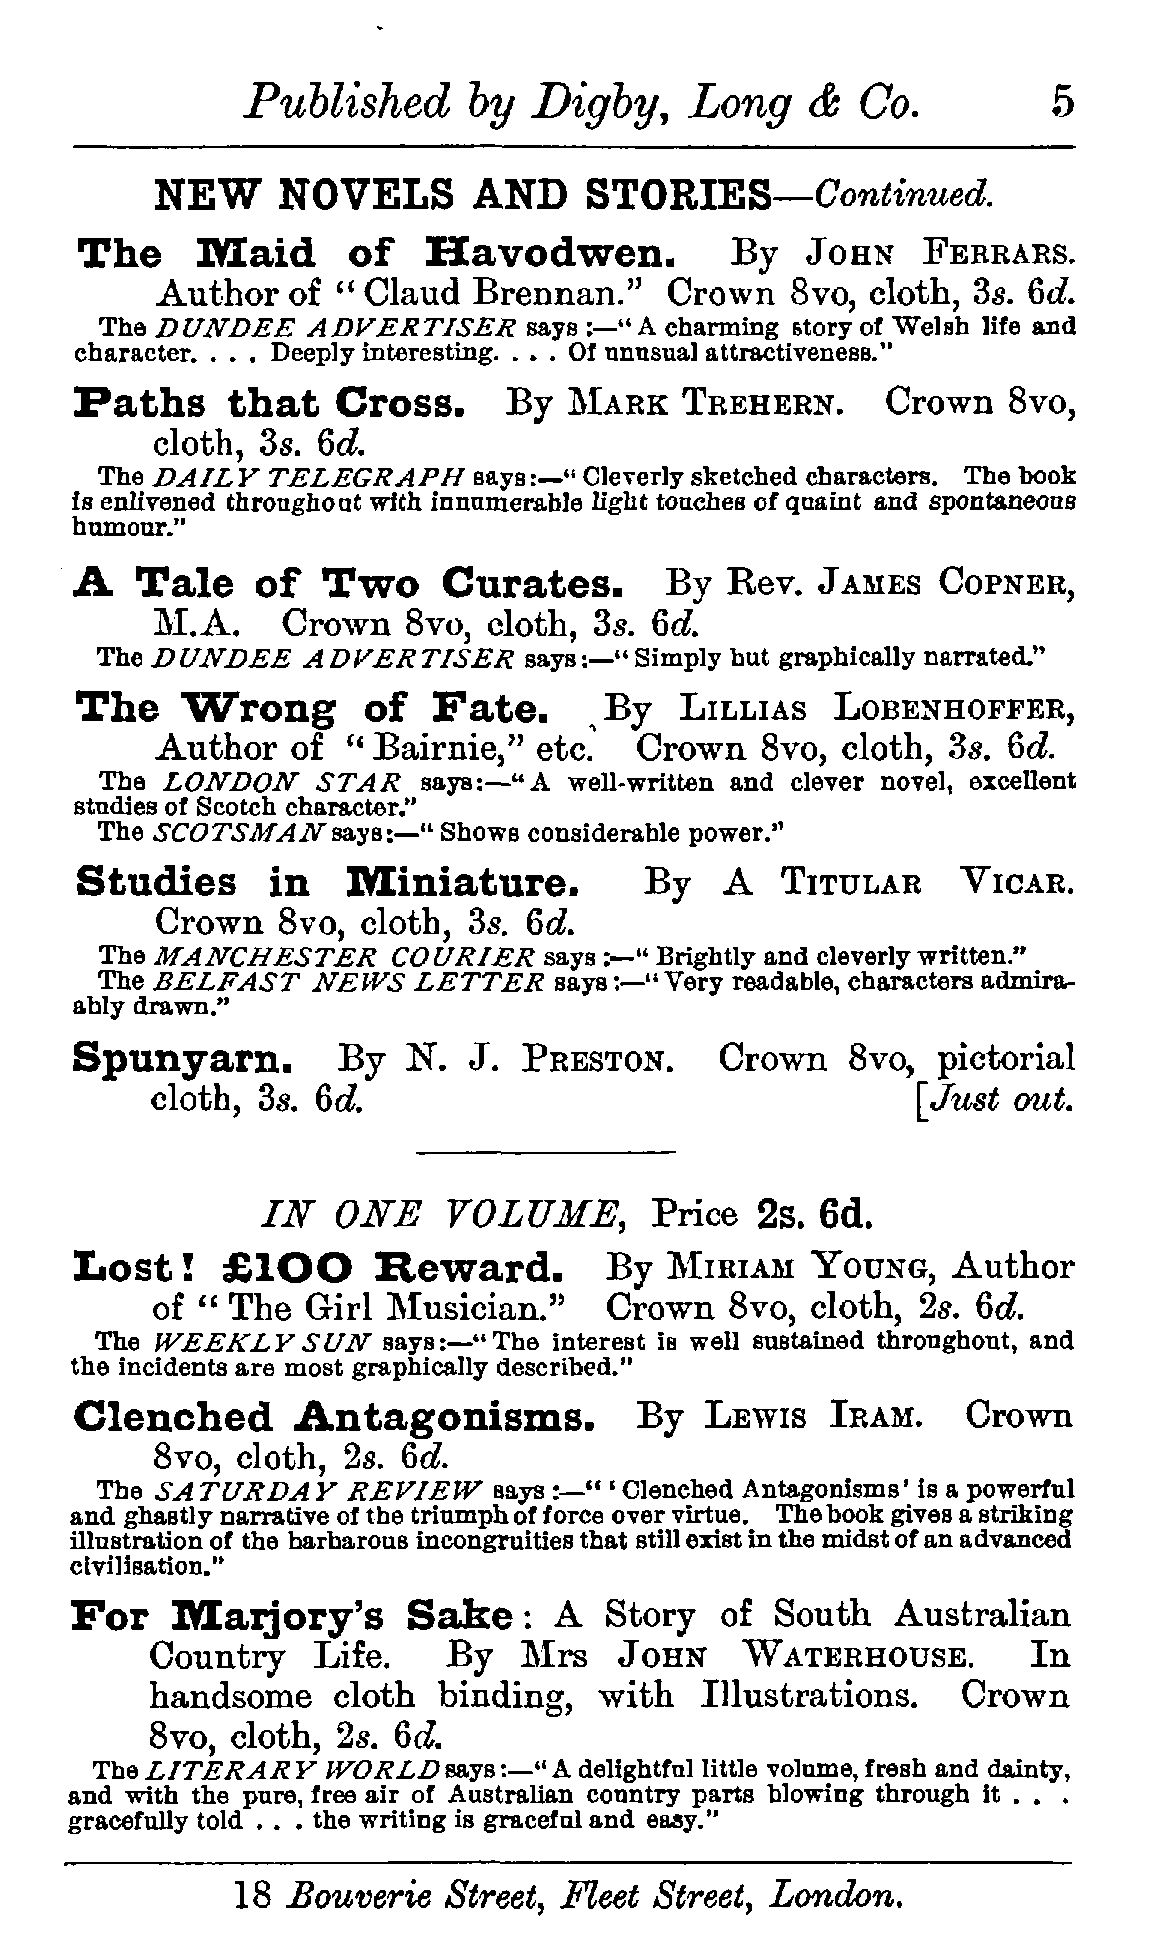 Published by Digby, Long & Co. 5
NEW NOVELS AND STORIES—Continued.
The Maid of Havodwen. By JOHN FERRARS.
Author of "Claud Brennan." Crown 8vo, cloth, 3s. 6d.
The DUNDEE ADVERTISER says:—"A charming story of Welsh life and
character. . . . Deeply interesting. . . . Of unusual attractiveness."
Paths that Cross. By MARK TREHERN. Crown 8vo,
cloth, 3s. 6d.
The DAILY TELEGRAPH says:—"Cleverly sketched characters. The book
is enlivened throughout with innumerable light touches of quaint and spontaneous
humour."
A Tale of Two Curates. By Rev. JAMES COPNER,
M.A. Crown 8vo, cloth, 3s. 6d.
The DUNDEE ADVERTISER says:—"Simply but graphically narrated."
The Wrong of Fate. By LILLIAS LOBENHOFFER,
Author of "Bairnie," etc. Crown 8vo, cloth, 3s. 6d.
The LONDON STAR says:—"A well-written and clever novel, excellent
studies of Scotch character."
The SCOTSMAN says:—"Shows considerable power."
Studies in Miniature. By A TITULAR VICAR.
Crown 8vo, cloth, 3s. 6d.
The MANCHESTER COURIER says:—"Brightly and cleverly written."
The BELFAST NEWS LETTER says:—"Very readable, characters admira-
ably drawn."
Spunyarn. By N. J. PRESTON. Crown 8vo, pictorial
cloth, 3s. 6d. [Just out.
IN ONE VOLUME, Price 2s. 6d.
Lost! £100 Reward. By MIRIAM YOUNG, Author
of "The Girl Musician." Crown 8vo, cloth, 2s. 6d.
The WEEKLY SUN says:—"The interest is well sustained throughout, and
the incidents are most graphically described."
Clenched Antagonisms. By LEWIS IRAM. Crown
8vo, cloth, 2s. 6d.
The SATURDAY REVIEW says:—"'Clenched Antagonisms' is a powerful
and ghastly narrative of the triumph of force over virtue. The book gives a striking
illustration of the barbarous incongruities that still exist in the midst of an advanced
civilisation."
For Marjory's Sake: A Story of South Australian
Country Life. By Mrs JOHN WATERHOUSE. In
handsome cloth binding, with Illustrations. Crown
8vo, cloth, 2s. 6d.
The LITERARY WORLD says:—"A delightful little volume, fresh and dainty,
and with the pure, free air of Australian country parts blowing through it . . .
gracefully told . . . the writing is graceful and easy."
18 Bouverie Street, Fleet Street, London.